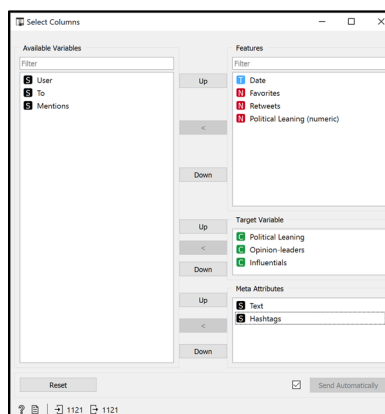 Select Columns
Available Variables
Filter
S User
S To
S Mentions
Up
<
Down
Up
<
Down
Up
<
Down
Features
Filter
T Date
N Favorites
N Retweets
N Political Leaning (numeric)
Target Variable
C Political Leaning
C Opinion-leaders
C Influentials
Meta Attributes
S Text
S Hashtags
Reset
Send Automatically
? 1121 1121